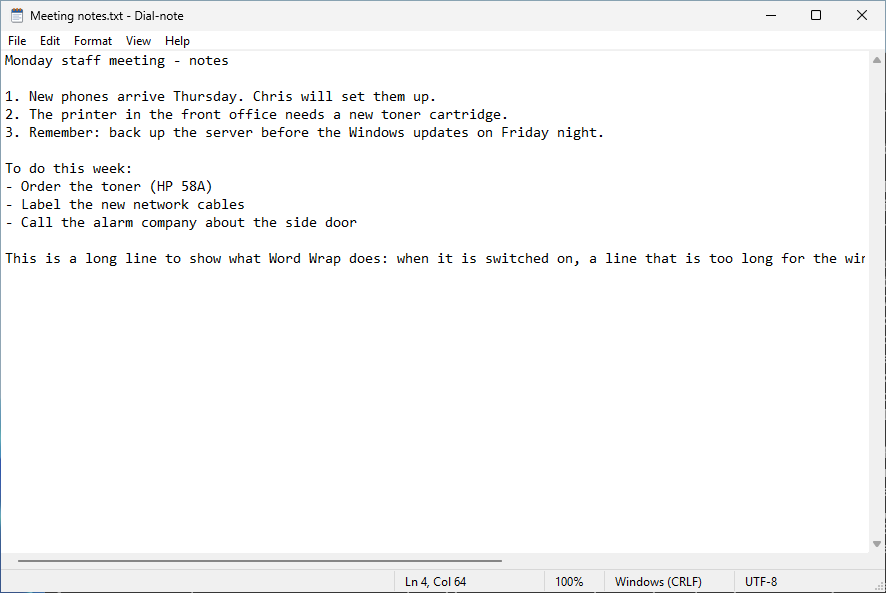 Meeting notes.txt - Dial-note
File Edit Format View Help
Monday staff meeting - notes
1. New phones arrive Thursday. Chris will set them up.
2. The printer in the front office needs a new toner cartridge.
3. Remember: back up the server before the Windows updates on Friday night.
To do this week:
- Order the toner (HP 58A)
- Label the new network cables
- Call the alarm company about the side door
This is a long line to show what Word Wrap does: when it is switched on, a line that is too long for the
Ln 4, Col 64 100% Windows (CRLF) UTF-8